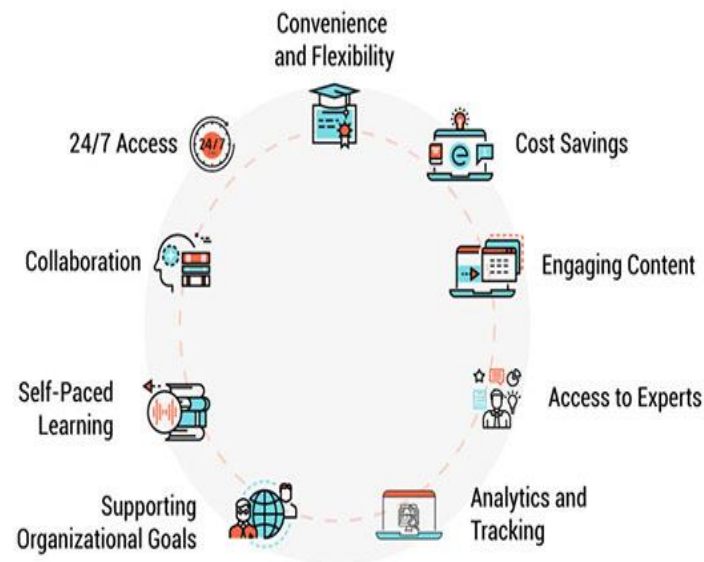 Convenience
and Flexibility
24/7 Access
24/7
Cost Savings
e
Collaboration
Engaging Content
Self-Paced
Learning
Access to Experts
Supporting
Organizational Goals
Analytics and
Tracking